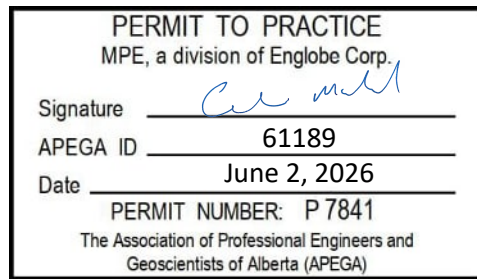 PERMIT TO PRACTICE
MPE, a division of Englobe Corp.
Signature
APEGA ID 61189
Date June 2, 2026
PERMIT NUMBER: P 7841
The Association of Professional Engineers and
Geoscientists of Alberta (APEGA)